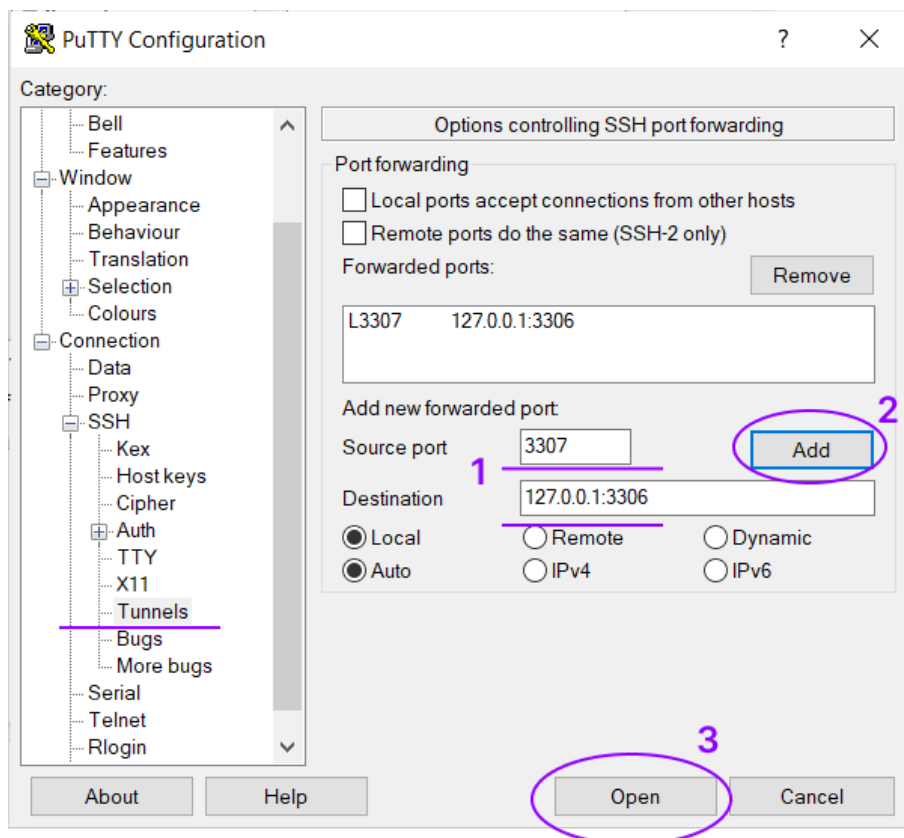 PuTTY Configuration
?
Category:
Bell
Features
Window
Appearance
Behaviour
Translation
Selection
Colours
Connection
Data
Proxy
SSH
Kex
Host keys
Cipher
Auth
TTY
X11
Tunnels
Bugs
More bugs
Serial
Telnet
Rlogin
Options controlling SSH port forwarding
Port forwarding
Local ports accept connections from other hosts
Remote ports do the same (SSH-2 only)
Forwarded ports:
Remove
L3307 127.0.0.1:3306
Add new forwarded port:
Source port 3307 Add 2
1
Destination 127.0.0.1:3306
Local Remote Dynamic
Auto IPv4 IPv6
3
About Help Open Cancel